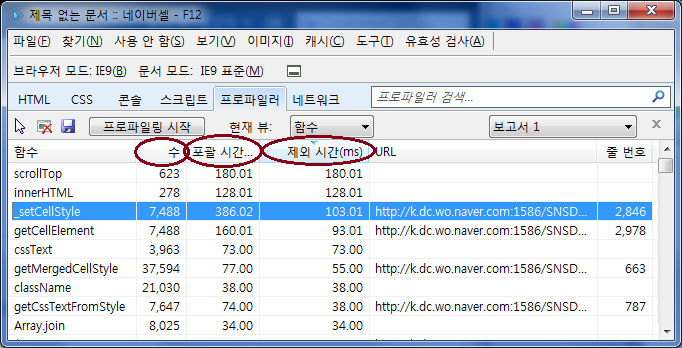 제목 없는 문서 :: 네이버셀 - F12
파일(F) 찾기(N) 사용 안 함(S) 보기(V) 이미지(I) 캐시(C) 도구(T) 유효성 검사(A)
브라우저 모드: IE9(B) 문서 모드: IE9 표준(M)
HTML CSS 콘솔 스크립트 프로파일러 네트워크 프로파일러 검색...
프로파일링 시작 현재 뷰: 함수 보고서 1
함수 수 포괄 시간... 제외 시간(ms) URL 줄 번호
scrollTop 623 180.01 180.01
innerHTML 278 128.01 128.01
_setCellStyle 7,488 386.02 103.01 http://k.dc.wo.naver.com:1586/SNSD... 2,846
getCellElement 7,488 160.01 93.01 http://k.dc.wo.naver.com:1586/SNSD... 2,978
cssText 3,963 73.00 73.00
getMergedCellStyle 37,594 77.00 55.00 http://k.dc.wo.naver.com:1586/SNSD... 663
className 21,030 38.00 38.00
getCssTextFromStyle 7,647 74.00 38.00 http://k.dc.wo.naver.com:1586/SNSD... 787
Array.join 8,025 34.00 34.00